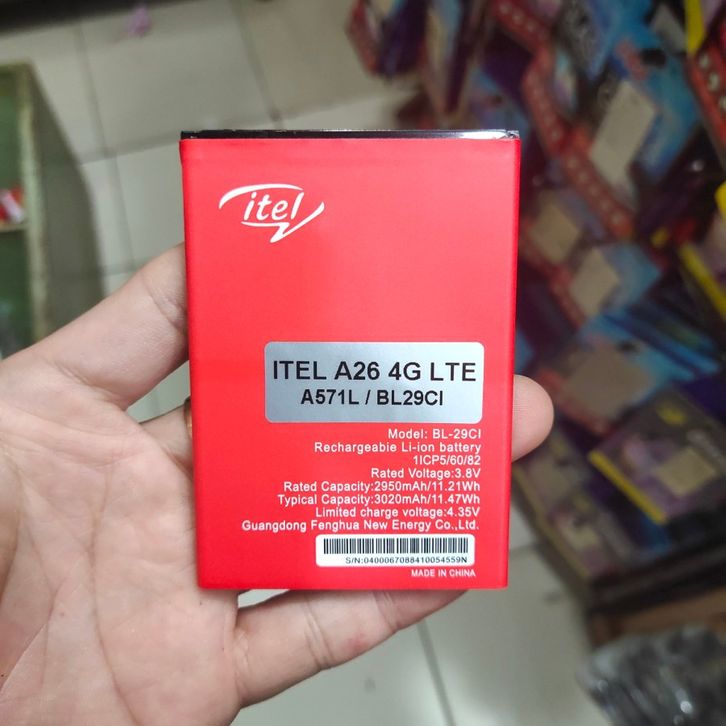 itel
ITEL A26 4G LTE
A571L / BL29CI
Model: BL-29CI
Rechargeabie Li-ion battery
1ICP5/60/82
Rated Voltage:3.8V
Rated Capacity:2950mAh/11.21Wh
Typical Capacity:3020mAh/11.47Wh
Limited charge voltage:4.35V
Guangdong Fenghua New Energy Co.,Ltd.
S/N:0400067088410054559N
MADE IN CHINA